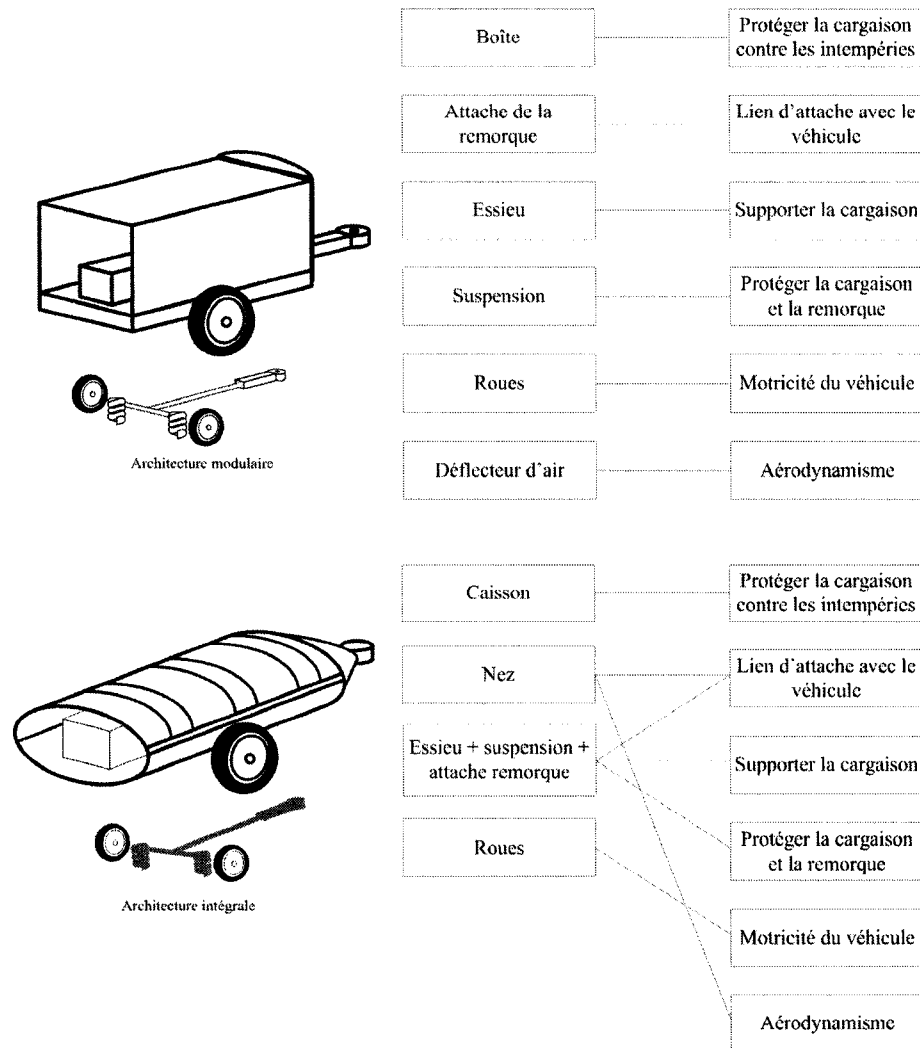 Boîte
Protéger la cargaison
contre les intempéries
Attache de la
remorque
Lien d'attache avec le
véhicule
Essieu
Supporter la cargaison
Suspension
Protéger la cargaison
et la remorque
Roues
Motricité du véhicule
Déflecteur d'air
Aérodynamisme
Architecture modulaire
Caisson
Protéger la cargaison
contre les intempéries
Nez
Lien d'attache avec le
véhicule
Essieu + suspension +
attache remorque
Supporter la cargaison
Roues
Protéger la cargaison
et la remorque
Motricité du véhicule
Aérodynamisme
Architecture intégrale